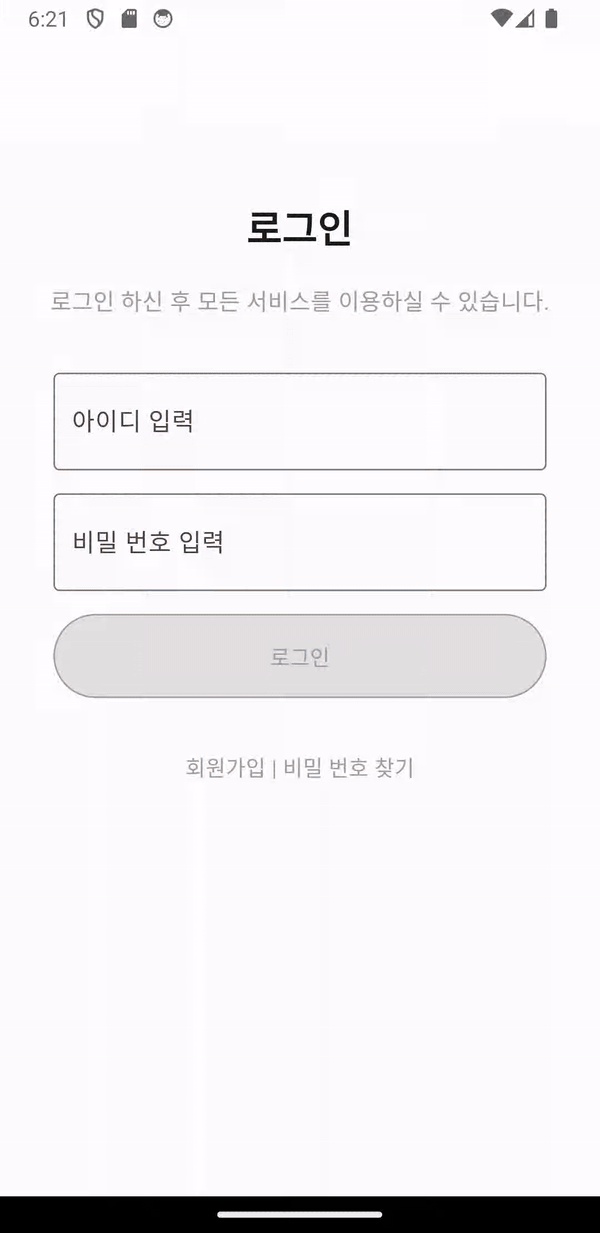 6:21
로그인
로그인 하신 후 모든 서비스를 이용하실 수 있습니다.
아이디 입력
비밀 번호 입력
로그인
회원가입 | 비밀 번호 찾기